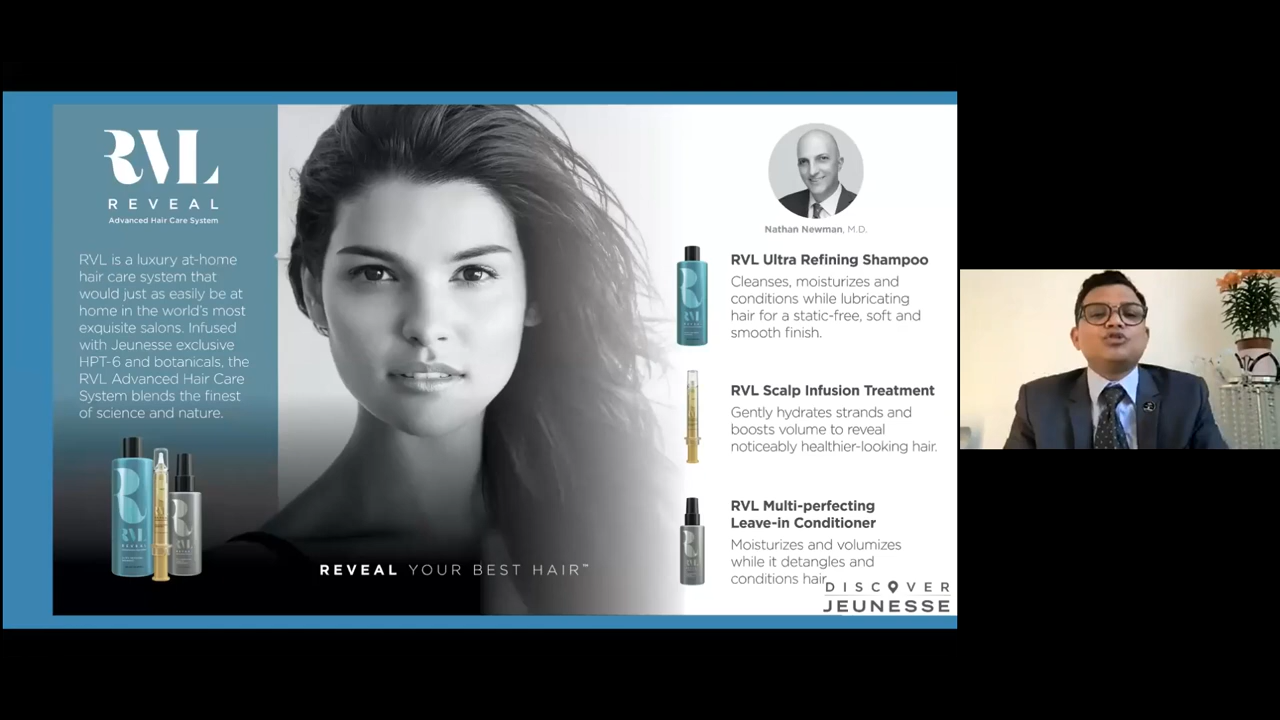 RVL
REVEAL
Advanced Hair Care System
RVL is a luxury at-home
hair care system that
would just as easily be at
home in the world's most
exquisite salons. Infused
with Jeunesse exclusive
HPT-6 and botanicals, the
RVL Advanced Hair Care
System blends the finest
of science and nature.
RVL
REVEAL
REVEAL YOUR BEST HAIR™
Nathan Newman, M.D.
RVL Ultra Refining Shampoo
Cleanses, moisturizes and
conditions while lubricating
hair for a static-free, soft and
smooth finish.
RVL
REVEAL
RVL Scalp Infusion Treatment
Gently hydrates strands and
boosts volume to reveal
noticeably healthier-looking hair.
RVL Multi-perfecting
Leave-in Conditioner
Moisturizes and volumizes
while it detangles and
conditions hair.
RVL
DISCOVER
JEUNESSE